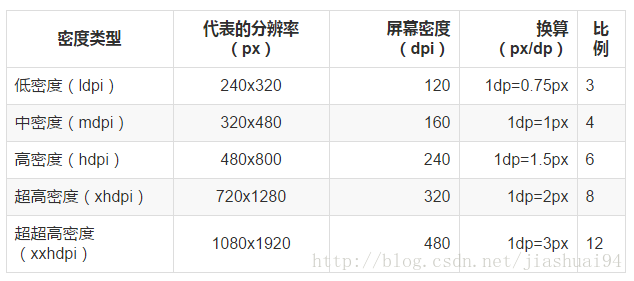 密度类型 代表的分辨率（px） 屏幕密度（dpi） 换算（px/dp） 比例
低密度（ldpi） 240x320 120 1dp=0.75px 3
中密度（mdpi） 320x480 160 1dp=1px 4
高密度（hdpi） 480x800 240 1dp=1.5px 6
超高密度（xhdpi） 720x1280 320 1dp=2px 8
超超高密度（xxhdpi） 1080x1920 480 1dp=3px 12
http://blog.csdn.net/jiashuai94